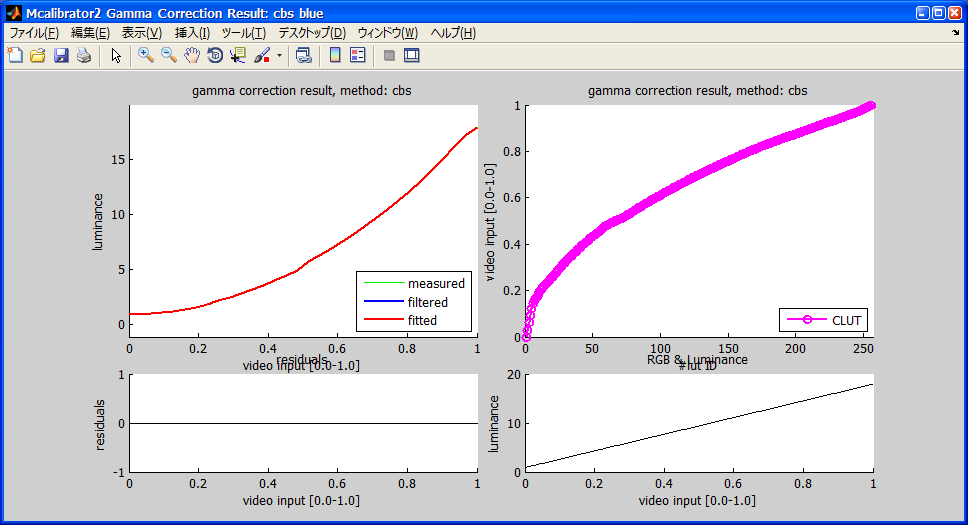 Mcalibrator2 Gamma Correction Result: cbs blue
ファイル(F) 編集(E) 表示(V) 挿入(I) ツール(T) デスクトップ(D) ウィンドウ(W) ヘルプ(H)
gamma correction result, method: cbs
luminance
15
10
5
0
measured
filtered
fitted
0 0.2 0.4 0.6 0.8 1
video input [0.0-1.0]
gamma correction result, method: cbs
video input [0.0-1.0]
1
0.8
0.6
0.4
0.2
0
CLUT
0 50 100 150 200 250
#lut ID
residuals
residuals
1
0
-1
0 0.2 0.4 0.6 0.8 1
video input [0.0-1.0]
RGB & Luminance
luminance
20
10
0
0 0.2 0.4 0.6 0.8 1
video input [0.0-1.0]